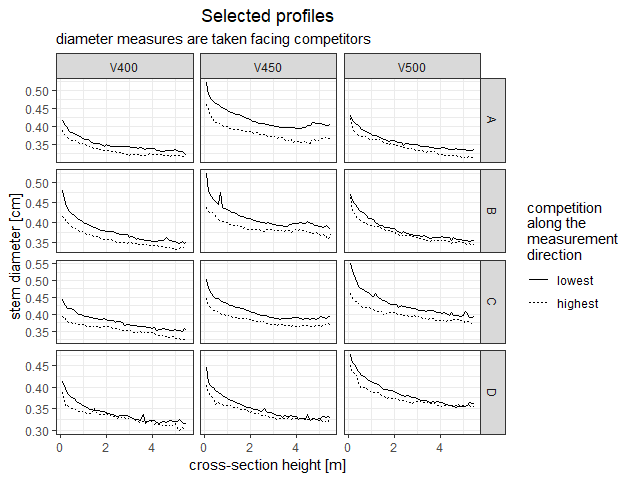 Selected profiles
diameter measures are taken facing competitors
V400 V450 V500
0.50
0.45
0.40
0.35
A
0.50
0.45
0.40
0.35
B
0.55
0.50
0.45
0.40
0.35
C
0.45
0.40
0.35
0.30
D
0 2 4 0 2 4 0 2 4
stem diameter [cm]
cross-section height [m]
competition
along the
measurement
direction
lowest
highest